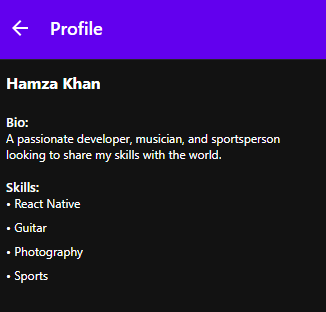 Profile
Hamza Khan
Bio:
A passionate developer, musician, and sportsperson
looking to share my skills with the world.
Skills:
• React Native
• Guitar
• Photography
• Sports